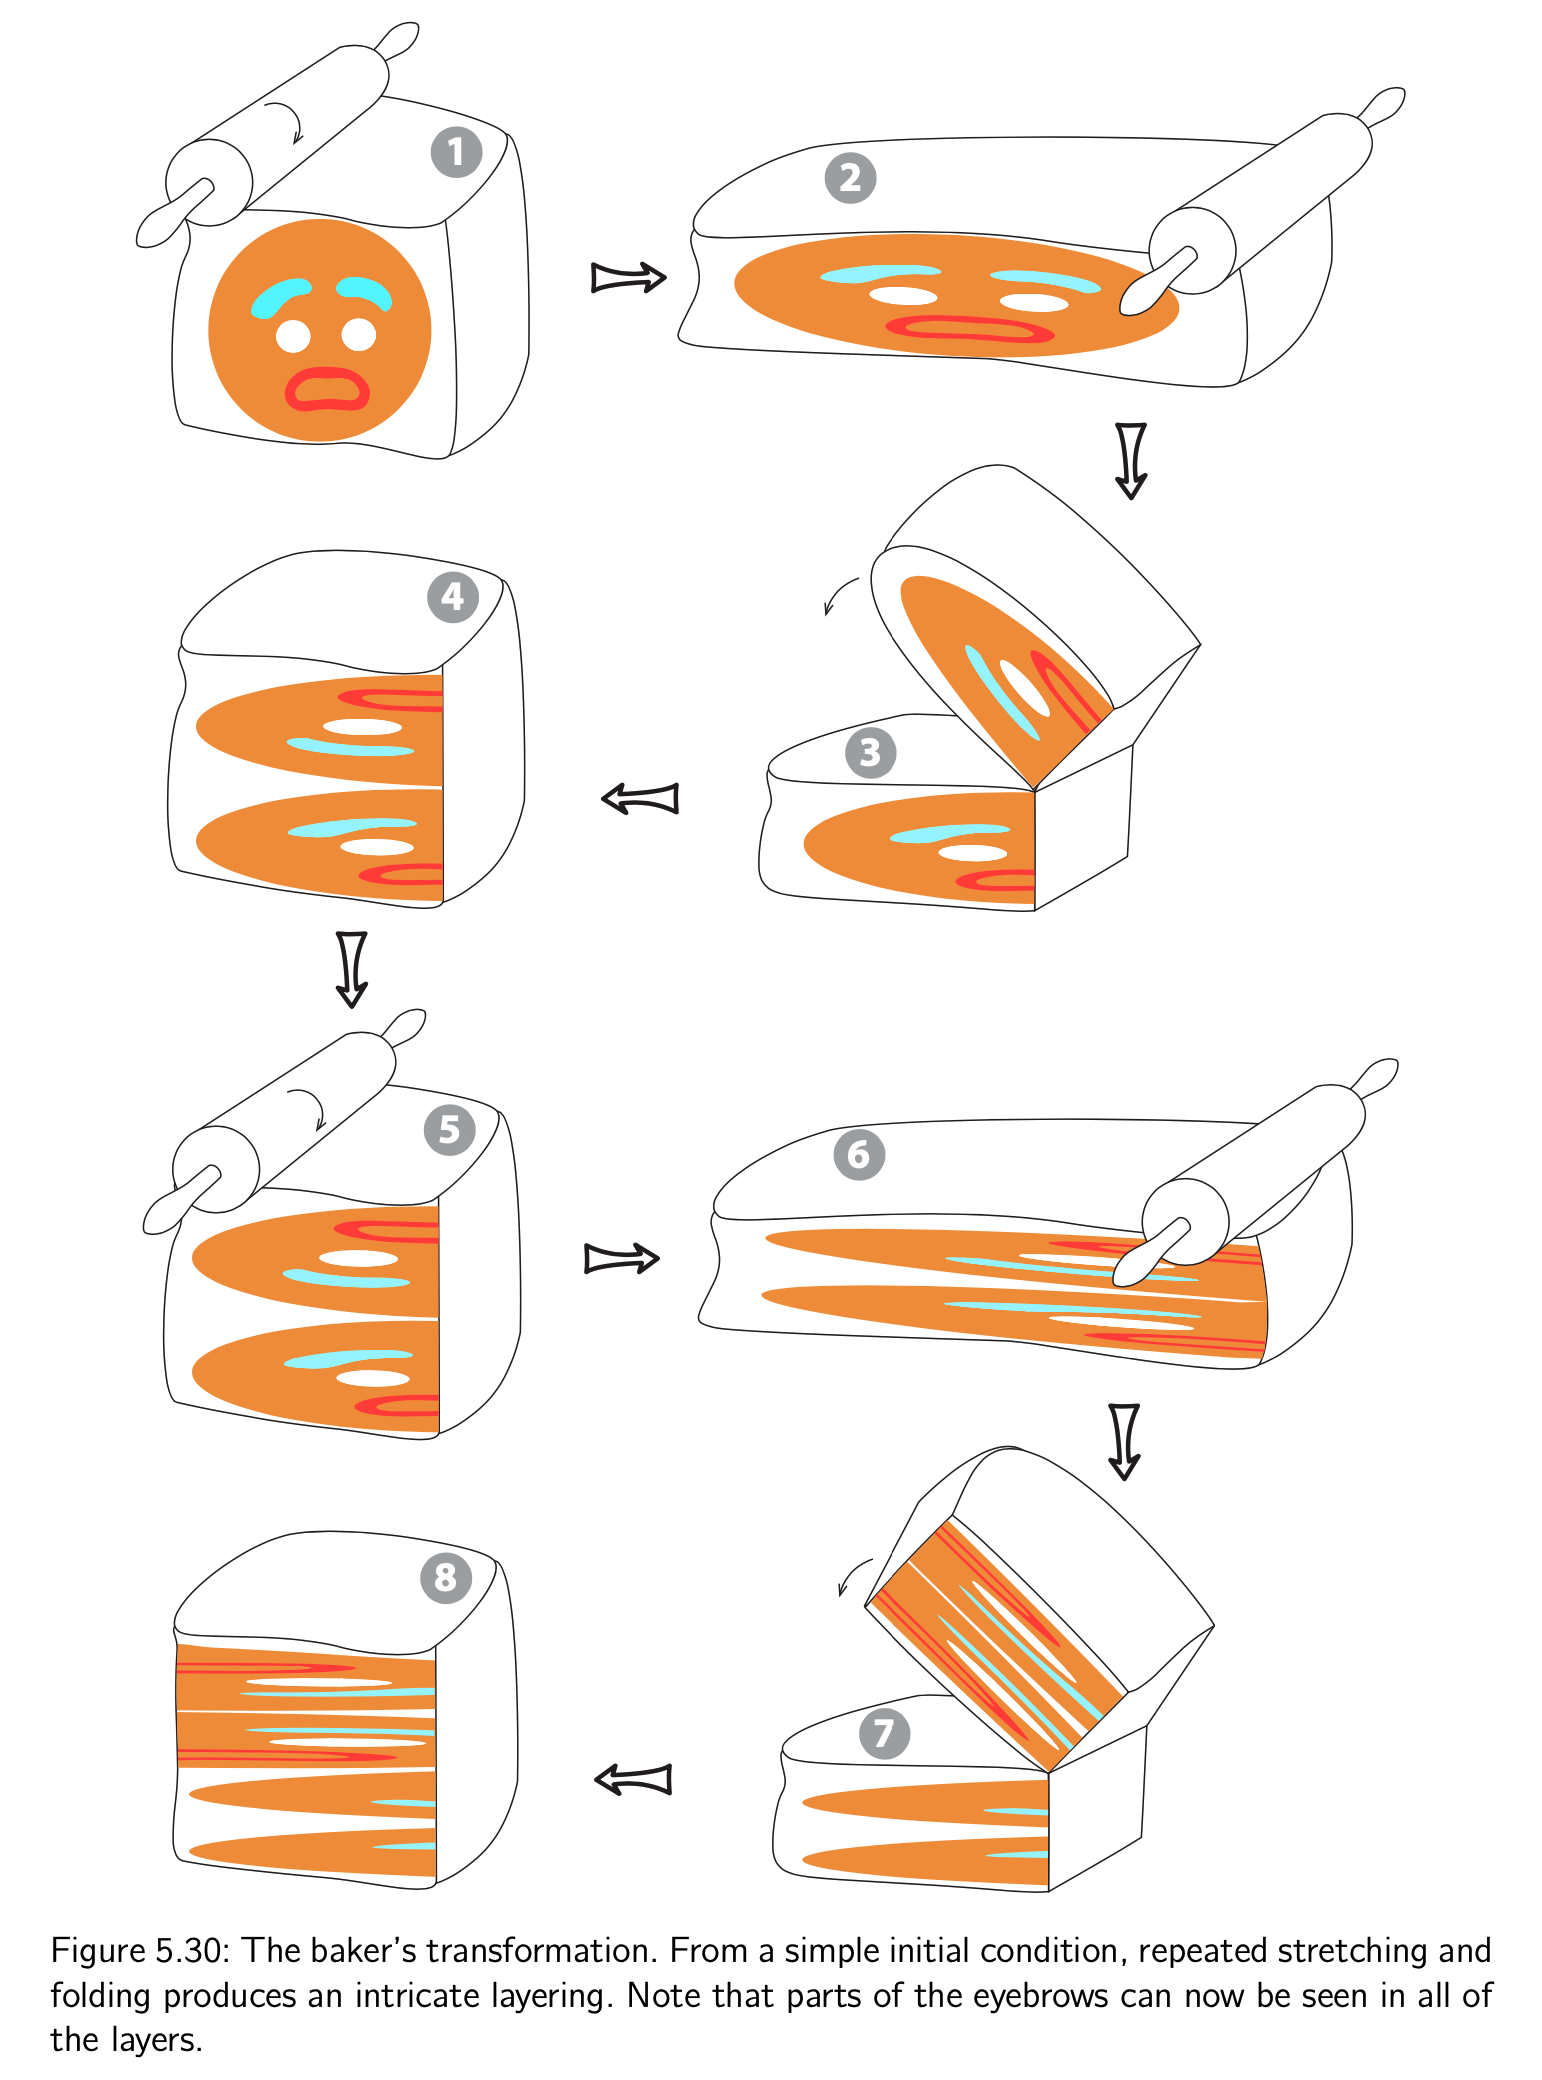 1
2
3
4
5
6
7
8
Figure 5.30: The baker's transformation. From a simple initial condition, repeated stretching and
folding produces an intricate layering. Note that parts of the eyebrows can now be seen in all of
the layers.